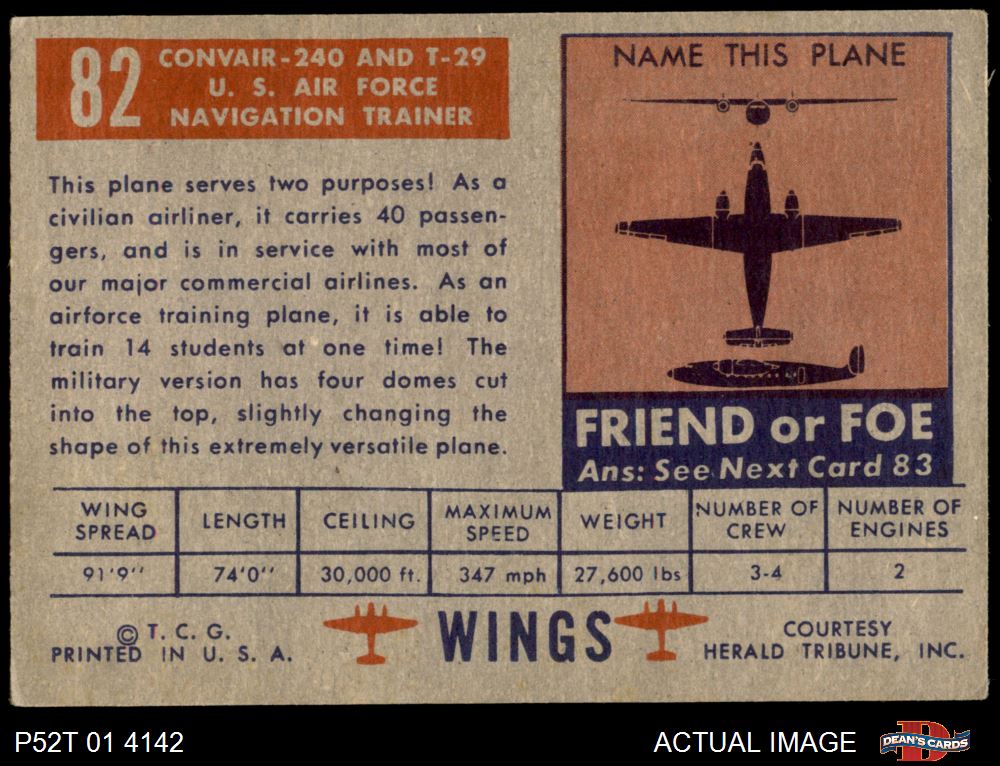 82
CONVAIR-240 AND T-29
U. S. AIR FORCE
NAVIGATION TRAINER
This plane serves two purposes! As a
civilian airliner, it carries 40 passen-
gers, and is in service with most of
our major commercial airlines. As an
airforce training plane, it is able to
train 14 students at one time! The
military version has four domes cut
into the top, slightly changing the
shape of this extremely versatile plane.
NAME THIS PLANE
FRIEND or FOE
Ans: See Next Card 83
WING SPREAD
LENGTH
CEILING
MAXIMUM SPEED
WEIGHT
NUMBER OF CREW
NUMBER OF ENGINES
91'9''
74'0''
30,000 ft.
347 mph
27,600 lbs
3-4
2
© T. C. G.
PRINTED IN U. S. A.
WINGS
COURTESY
HERALD TRIBUNE, INC.
P52T 01 4142
ACTUAL IMAGE
D
DEAN'S CARDS